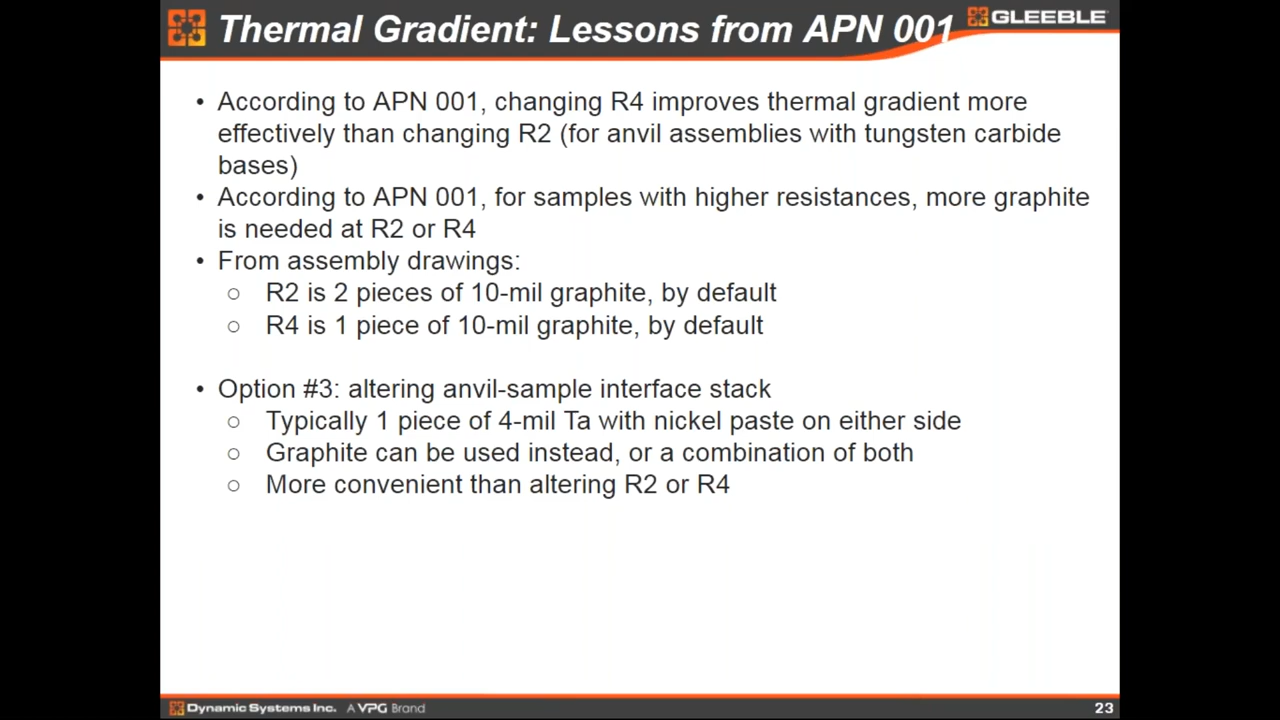 Thermal Gradient: Lessons from APN 001
GLEEBLE
• According to APN 001, changing R4 improves thermal gradient more
effectively than changing R2 (for anvil assemblies with tungsten carbide
bases)
• According to APN 001, for samples with higher resistances, more graphite
is needed at R2 or R4
• From assembly drawings:
○ R2 is 2 pieces of 10-mil graphite, by default
○ R4 is 1 piece of 10-mil graphite, by default
• Option #3: altering anvil-sample interface stack
○ Typically 1 piece of 4-mil Ta with nickel paste on either side
○ Graphite can be used instead, or a combination of both
○ More convenient than altering R2 or R4
Dynamic Systems Inc. A VPG Brand
23